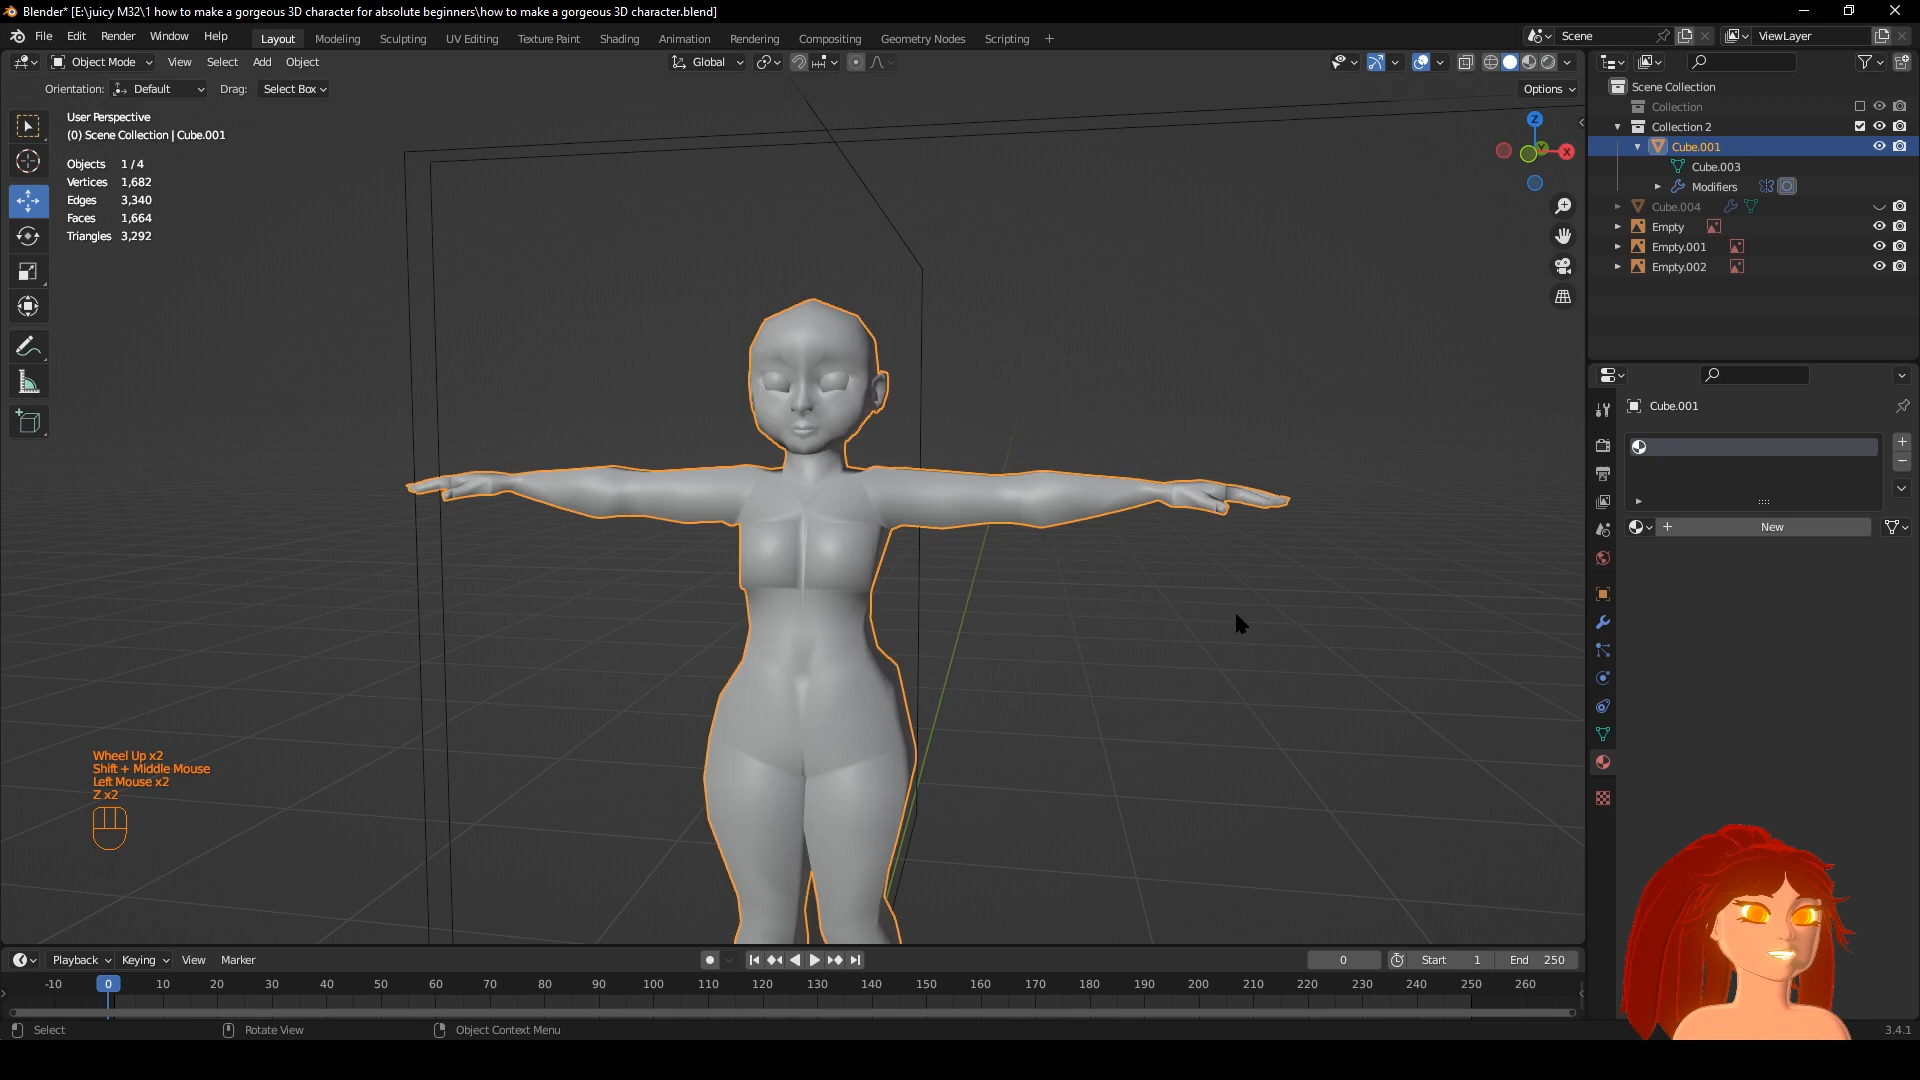 Blender* [E:\juicy M32\1 how to make a gorgeous 3D character for absolute beginners\how to make a gorgeous 3D character.blend]
File Edit Render Window Help Layout Modeling Sculpting UV Editing Texture Paint Shading Animation Rendering Compositing Geometry Nodes Scripting + Scene ViewLayer
Object Mode View Select Add Object Global
Orientation: Default Drag: Select Box Options
User Perspective
(0) Scene Collection | Cube.001
Objects 1/4
Vertices 1,682
Edges 3,340
Faces 1,664
Triangles 3,292
Z
Y
X
Scene Collection
Collection
Collection 2
Cube.001
Cube.003
Modifiers
Cube.004
Empty
Empty.001
Empty.002
Cube.001
+ New
Wheel Up x2
Shift + Middle Mouse
Left Mouse x2
Z x2
Playback Keying View Marker 0 Start 1 End 250
-10 0 10 20 30 40 50 60 70 80 90 100 110 120 130 140 150 160 170 180 190 200 210 220 230 240 250 260
Select Rotate View Object Context Menu 3.4.1